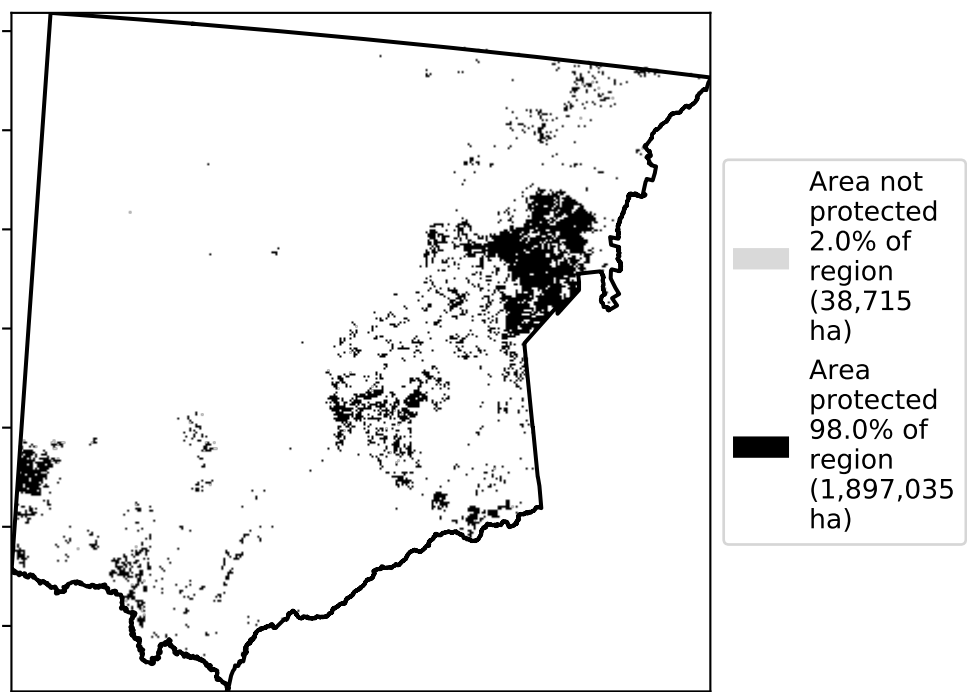 Area not
protected
2.0% of
region
(38,715
ha)
Area
protected
98.0% of
region
(1,897,035
ha)